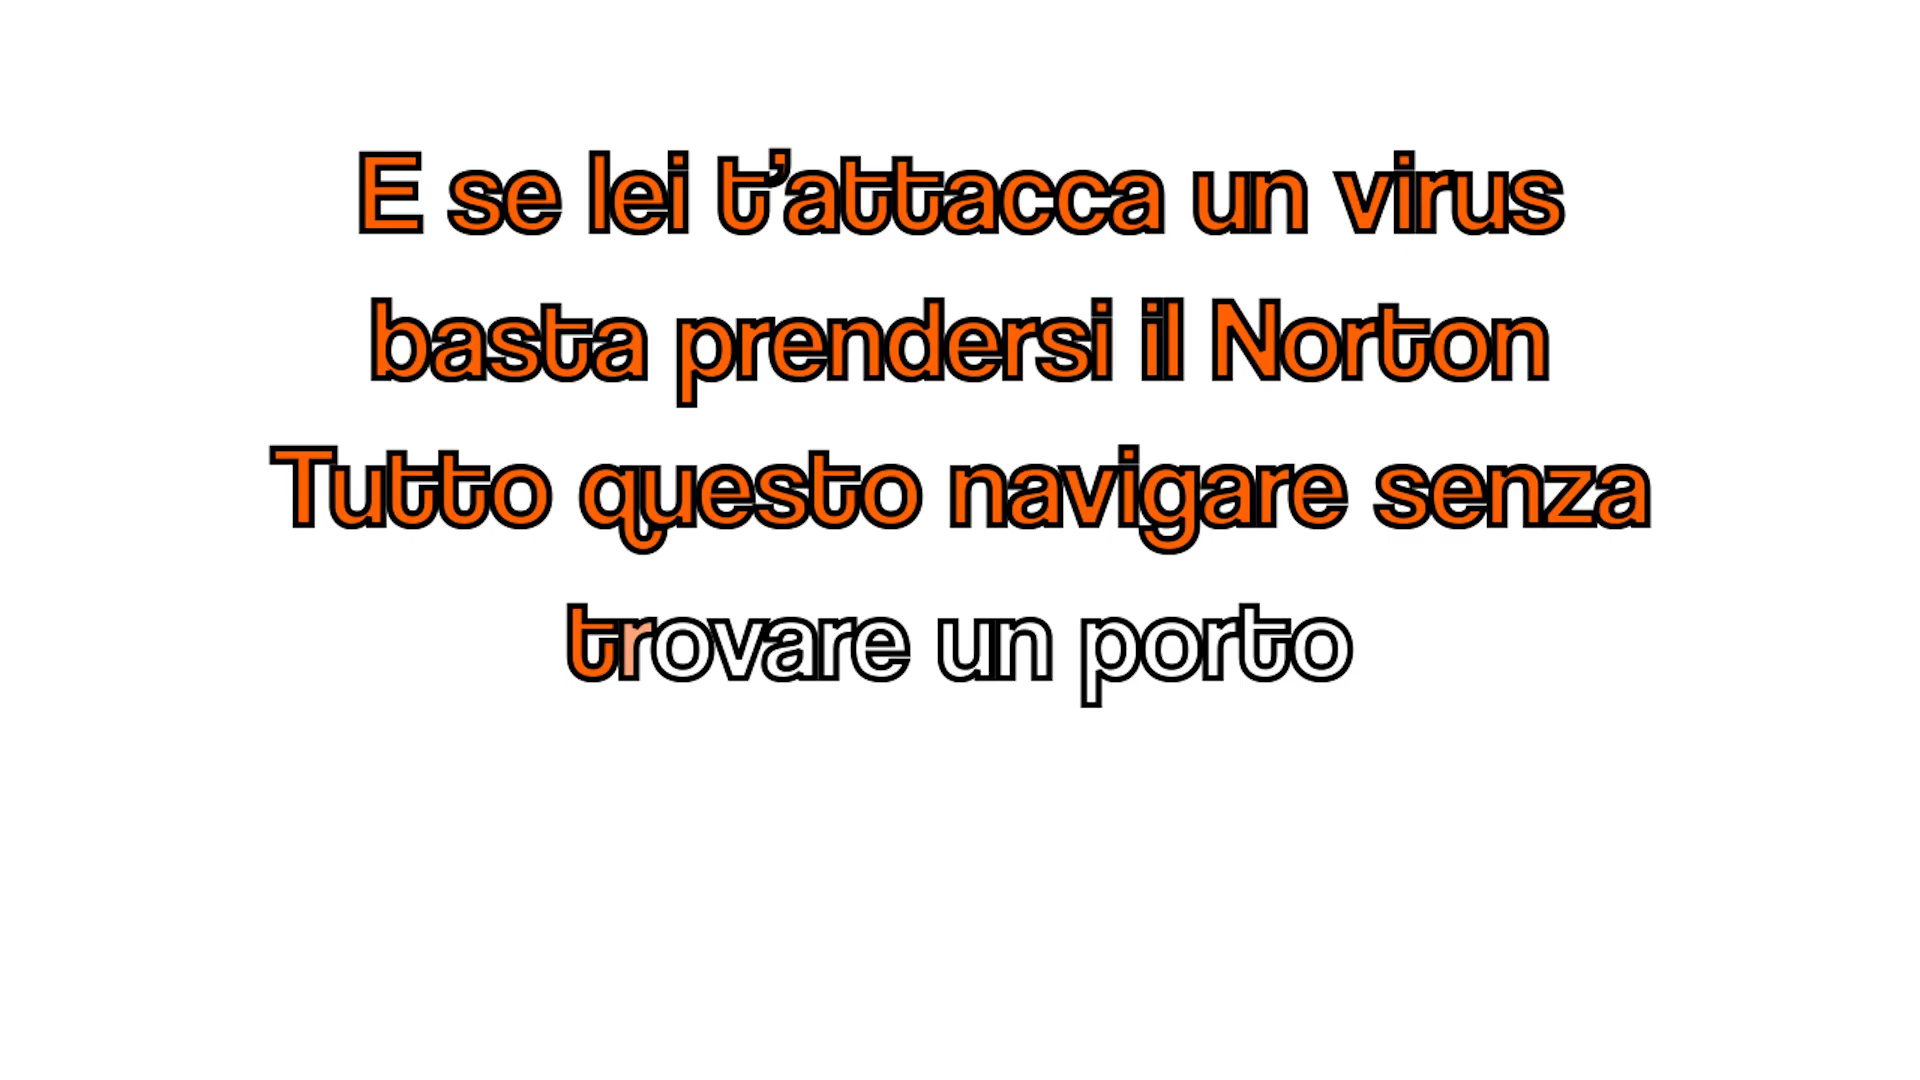 E se lei t’attacca un virus
basta prendersi il Norton
Tutto questo navigare senza
trovare un porto